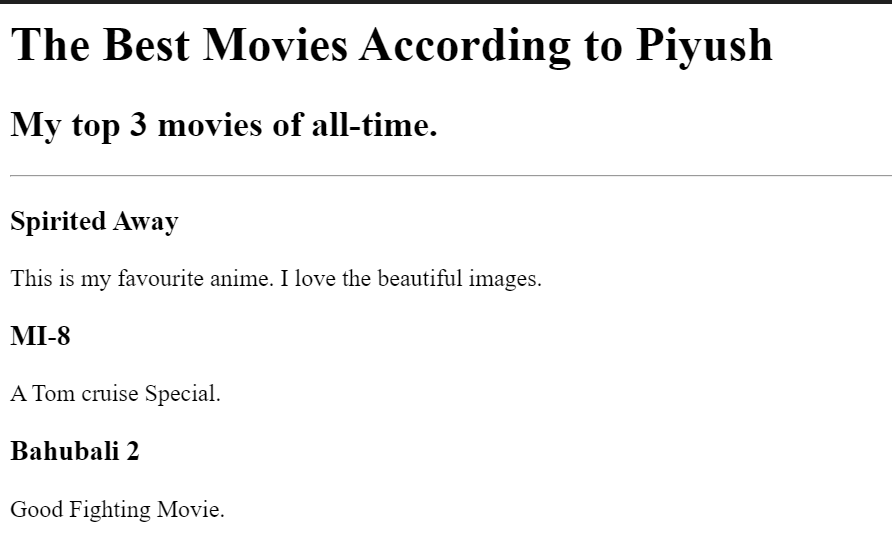 The Best Movies According to Piyush
My top 3 movies of all-time.
Spirited Away
This is my favourite anime. I love the beautiful images.
MI-8
A Tom cruise Special.
Bahubali 2
Good Fighting Movie.